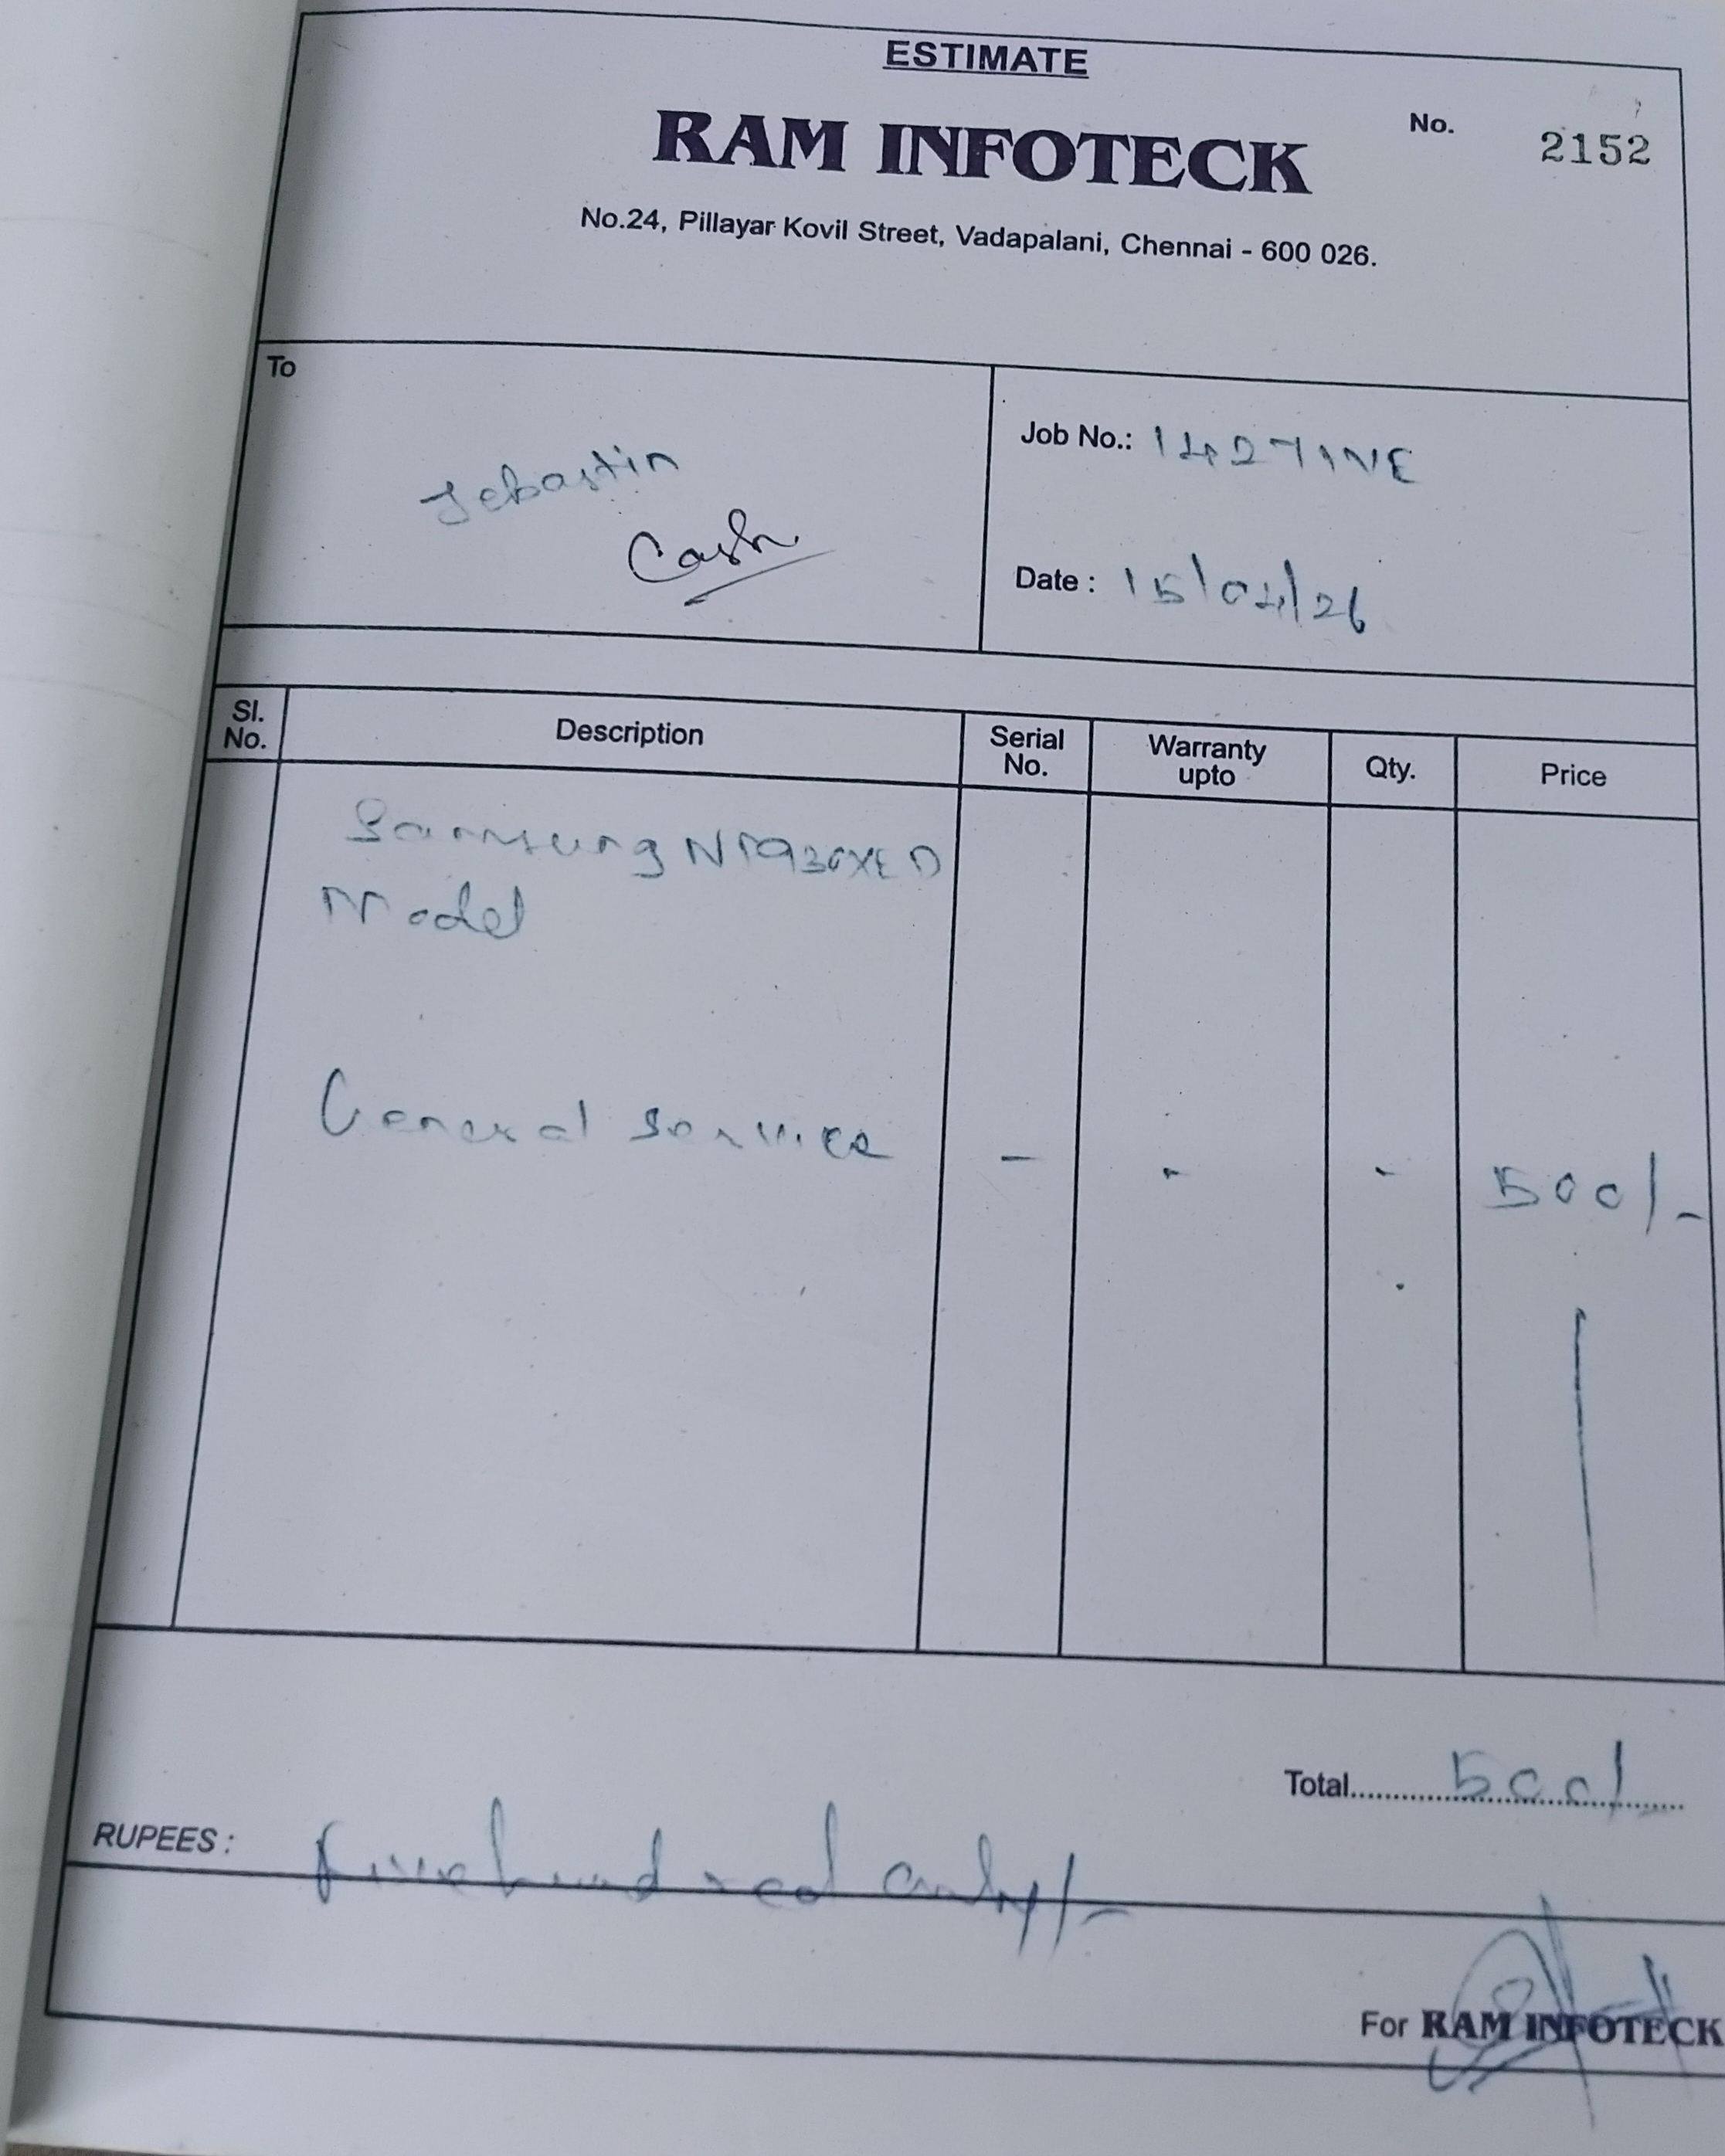 ESTIMATE
No. 2152
RAM INFOTECK
No.24, Pillayar Kovil Street, Vadapalani, Chennai - 600 026.
To
Sebastin
Cash
Job No.: 1427INE
Date : 15/04/26
Sl. No. Description Serial No. Warranty upto Qty. Price
Samsung NP930XED
Model
General service - - - 500/-
Total 500/-
RUPEES : Five hundred only/-
For RAM INFOTECK